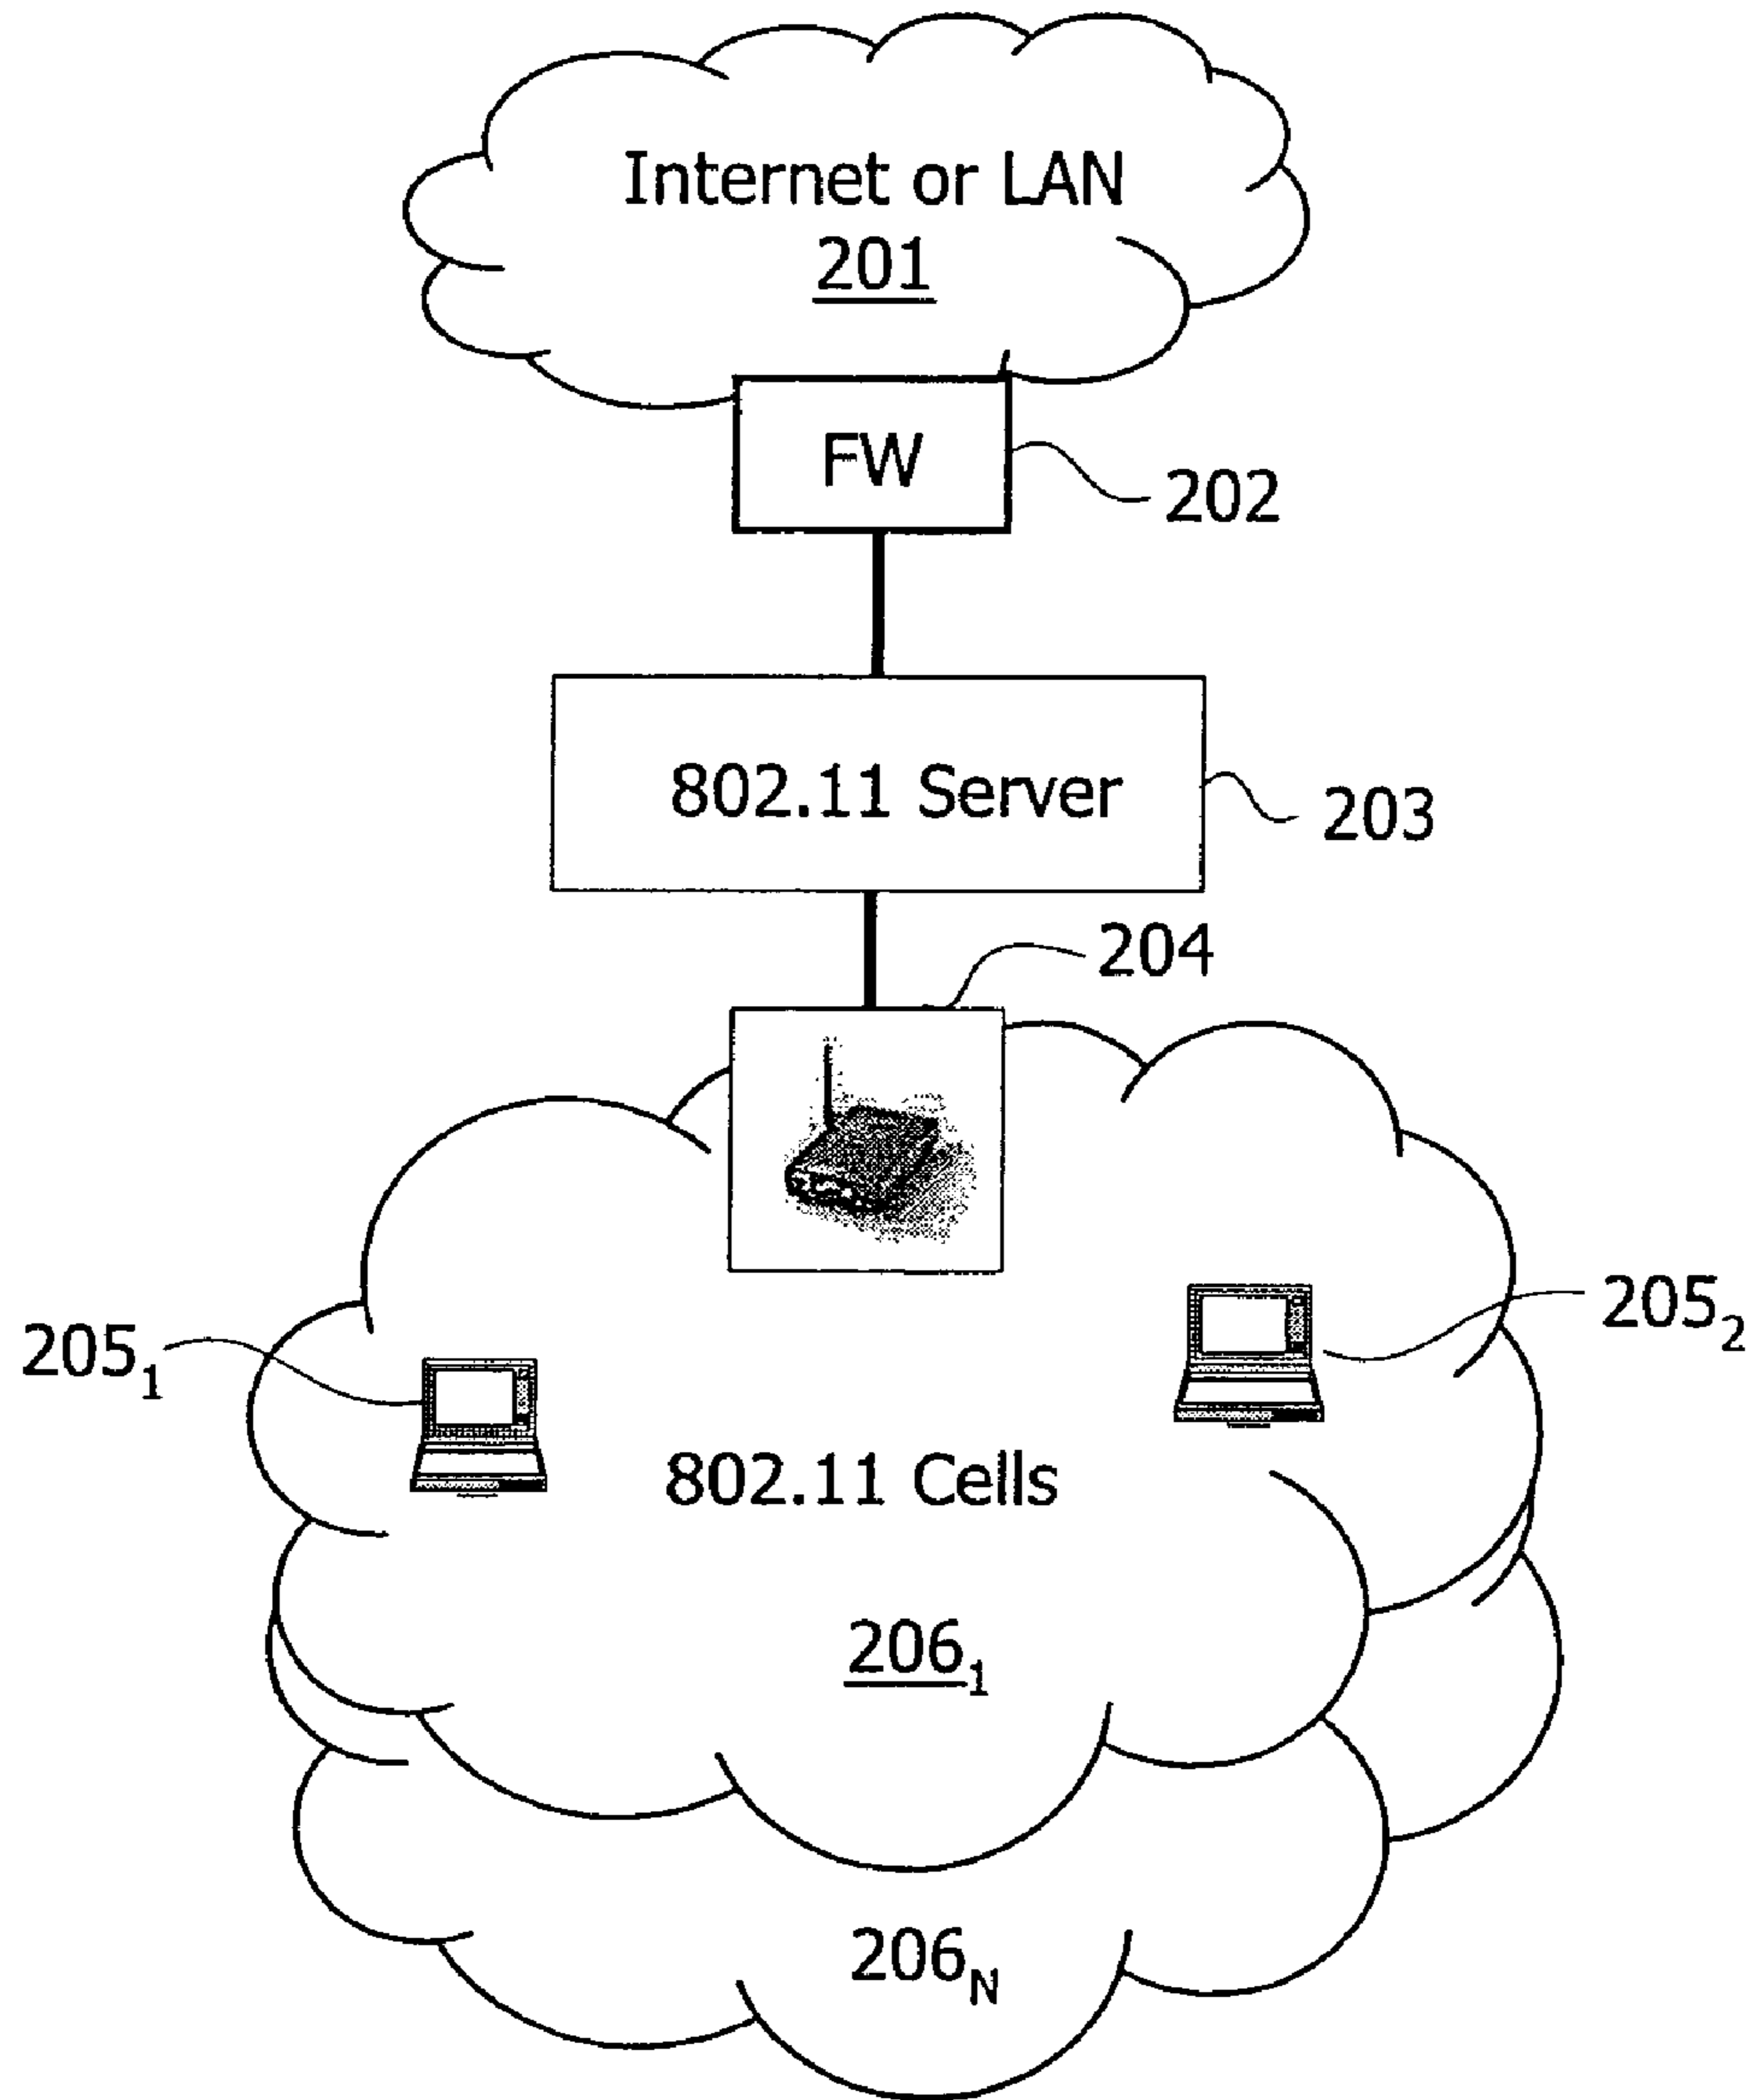 Internet or LAN
201
FW
202
802.11 Server
203
204
205₁
205₂
802.11 Cells
206₁
206N